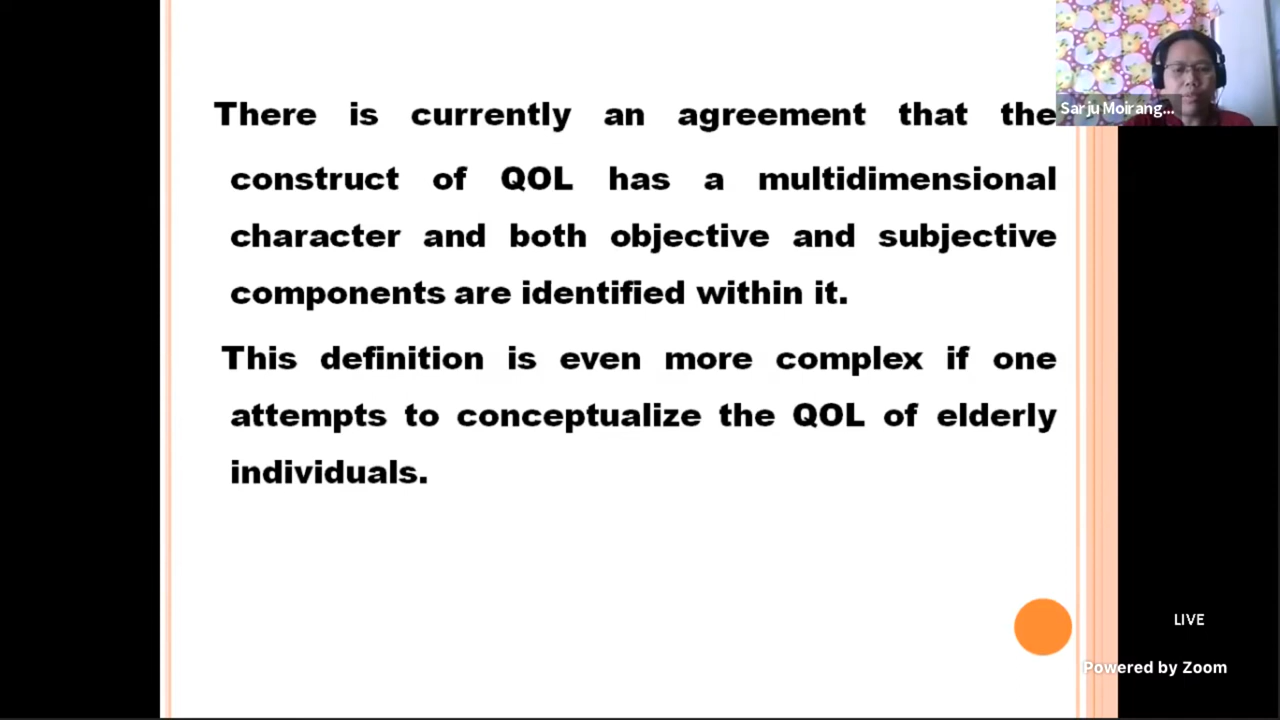 There is currently an agreement that the
construct of QOL has a multidimensional
character and both objective and subjective
components are identified within it.
This definition is even more complex if one
attempts to conceptualize the QOL of elderly
individuals.
Sarju Moirang...
LIVE
Powered by Zoom